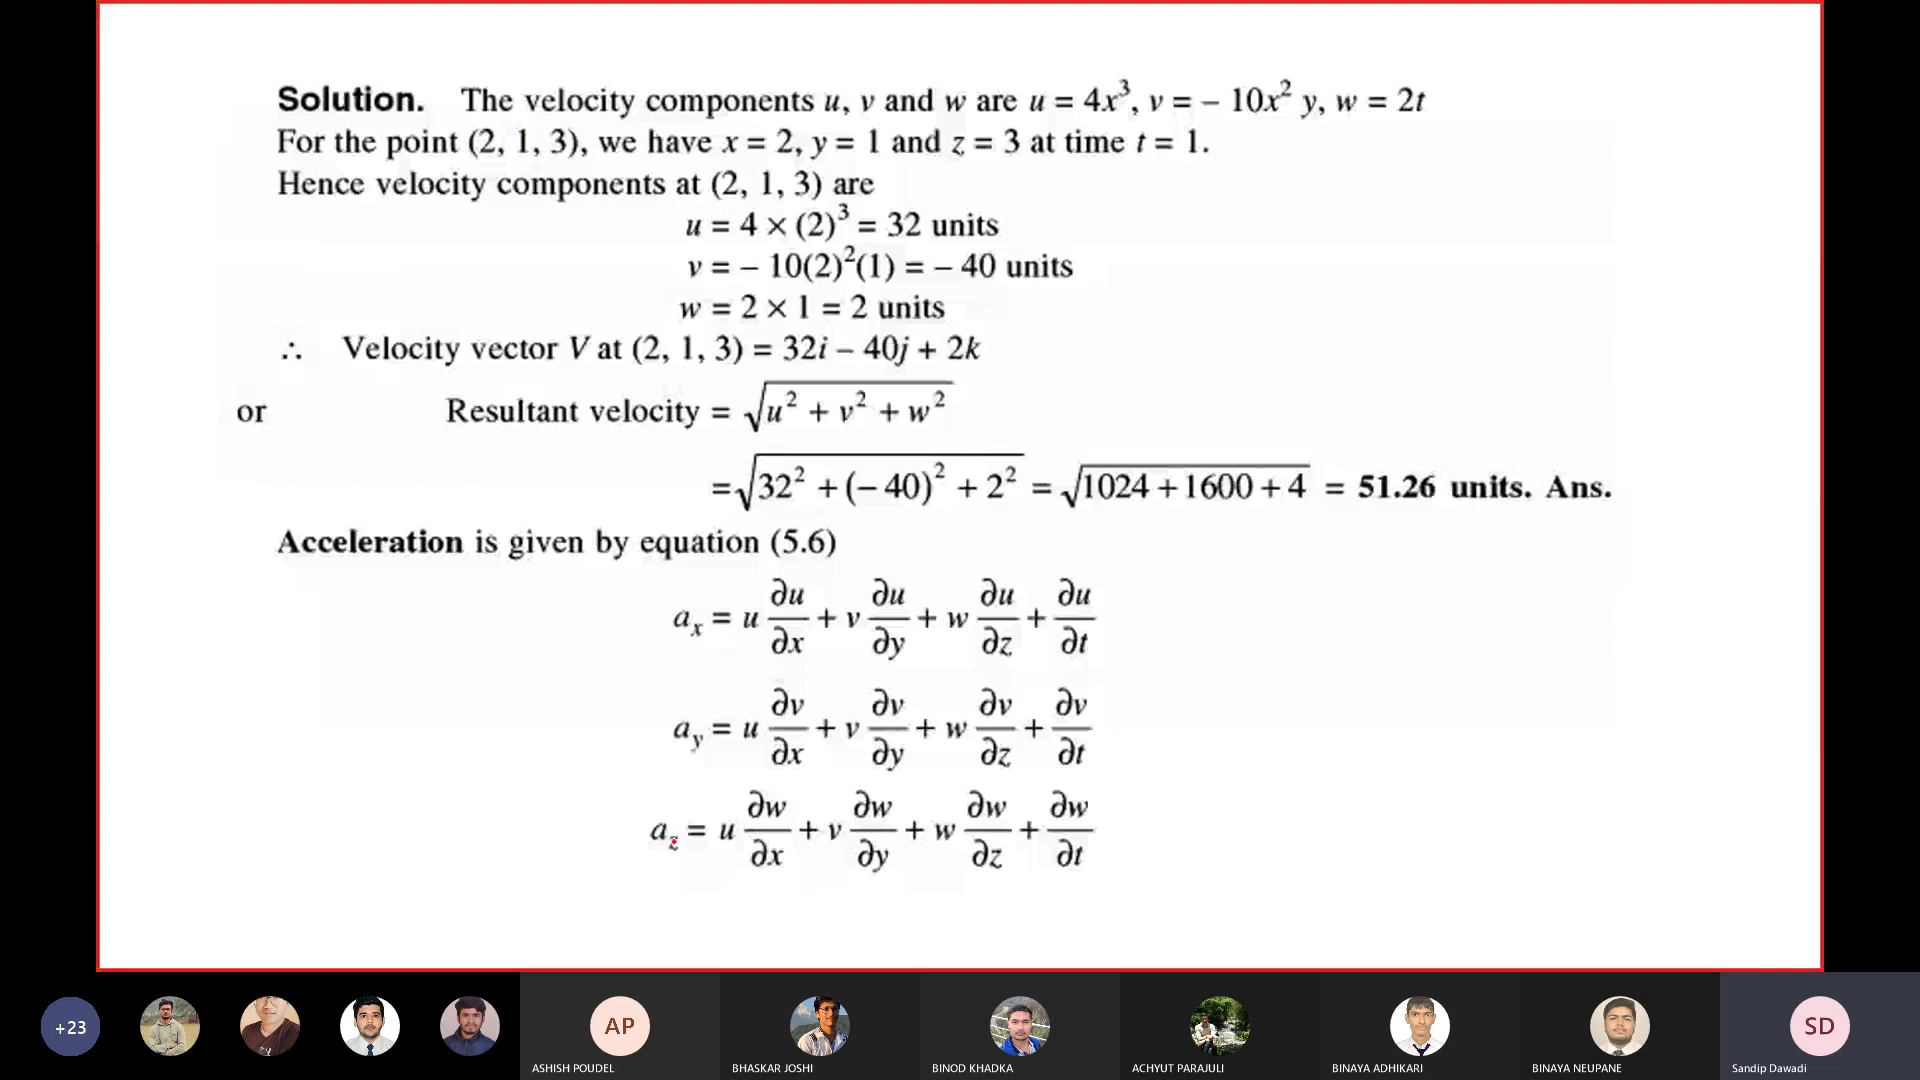 Solution. The velocity components u, v and w are u = 4x³, v = – 10x² y, w = 2t
For the point (2, 1, 3), we have x = 2, y = 1 and z = 3 at time t = 1.
Hence velocity components at (2, 1, 3) are
u = 4 × (2)³ = 32 units
v = – 10(2)²(1) = – 40 units
w = 2 × 1 = 2 units
∴ Velocity vector V at (2, 1, 3) = 32i – 40j + 2k
or Resultant velocity = √(u² + v² + w²)
= √(32² + (– 40)² + 2²) = √(1024 + 1600 + 4) = 51.26 units. Ans.
Acceleration is given by equation (5.6)
aₓ = u ∂u/∂x + v ∂u/∂y + w ∂u/∂z + ∂u/∂t
a_y = u ∂v/∂x + v ∂v/∂y + w ∂v/∂z + ∂v/∂t
a_z = u ∂w/∂x + v ∂w/∂y + w ∂w/∂z + ∂w/∂t
+23 AP SD
ASHISH POUDEL BHASKAR JOSHI BINOD KHADKA ACHYUT PARAJULI BINAYA ADHIKARI BINAYA NEUPANE Sandip Dawadi